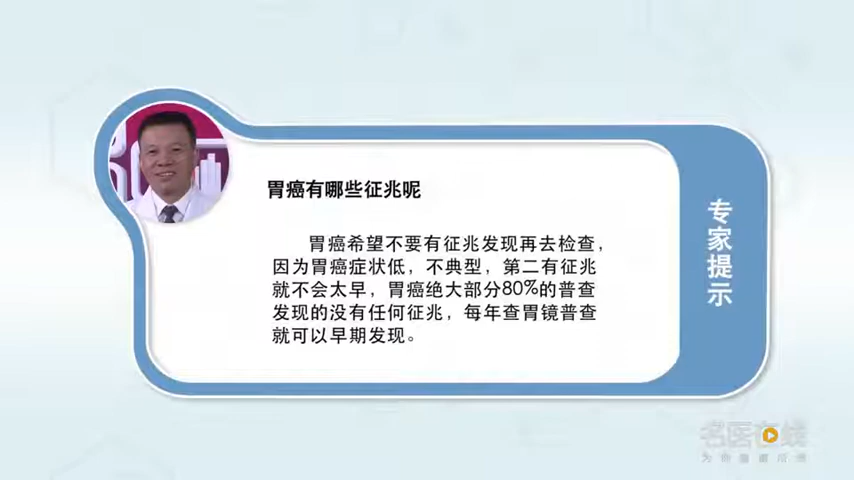 胃癌有哪些征兆呢
胃癌希望不要有征兆发现再去检查，
因为胃癌症状低，不典型，第二有征兆
就不会太早，胃癌绝大部分80%的普查
发现的没有任何征兆，每年查胃镜普查
就可以早期发现。
专家提示
名医在线